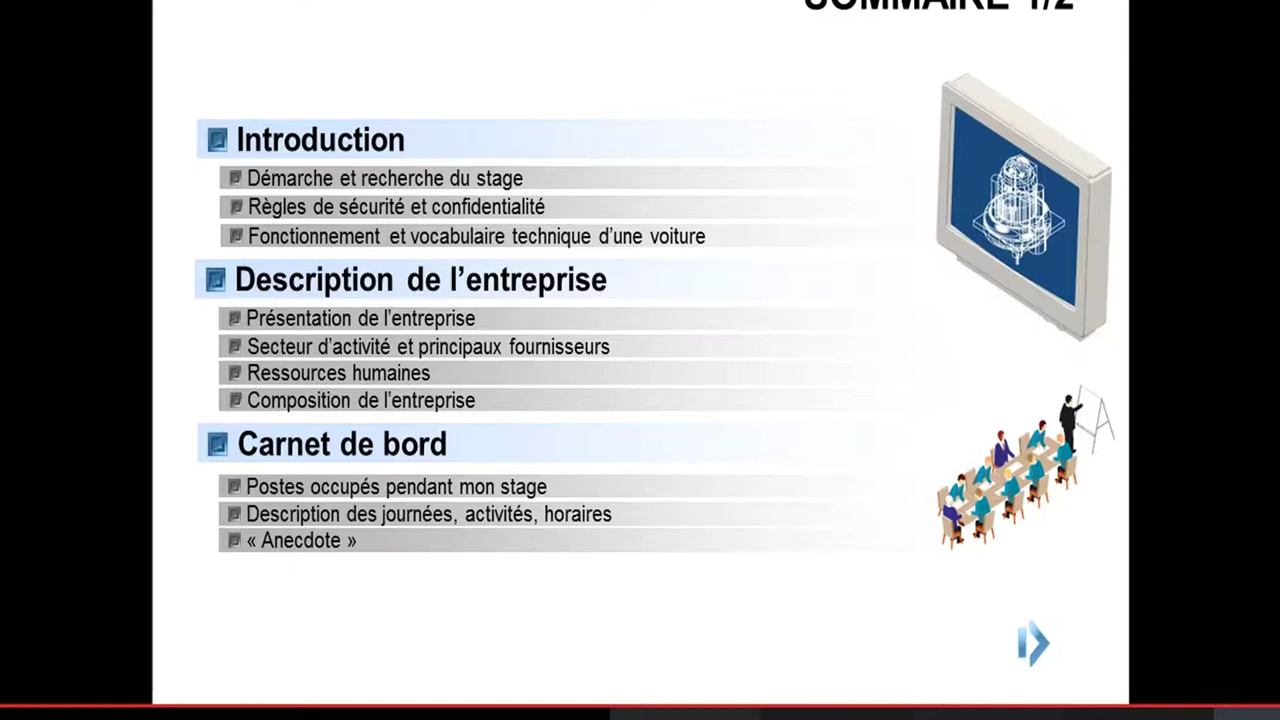 SOMMAIRE 1/2
Introduction
Démarche et recherche du stage
Règles de sécurité et confidentialité
Fonctionnement et vocabulaire technique d'une voiture
Description de l'entreprise
Présentation de l'entreprise
Secteur d'activité et principaux fournisseurs
Ressources humaines
Composition de l'entreprise
Carnet de bord
Postes occupés pendant mon stage
Description des journées, activités, horaires
« Anecdote »